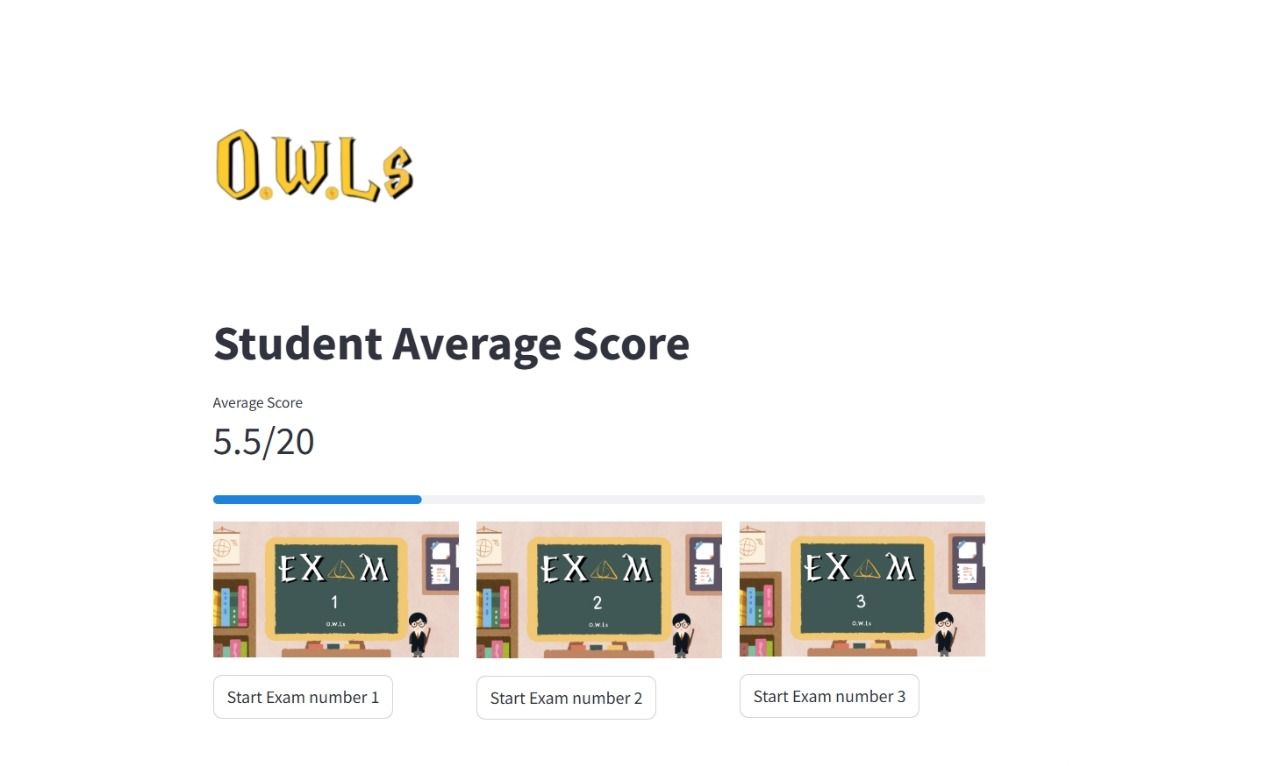 O.W.Ls
Student Average Score
Average Score
5.5/20
EXAM
1
O.W.Ls
EXAM
2
O.W.Ls
EXAM
3
O.W.Ls
Start Exam number 1
Start Exam number 2
Start Exam number 3